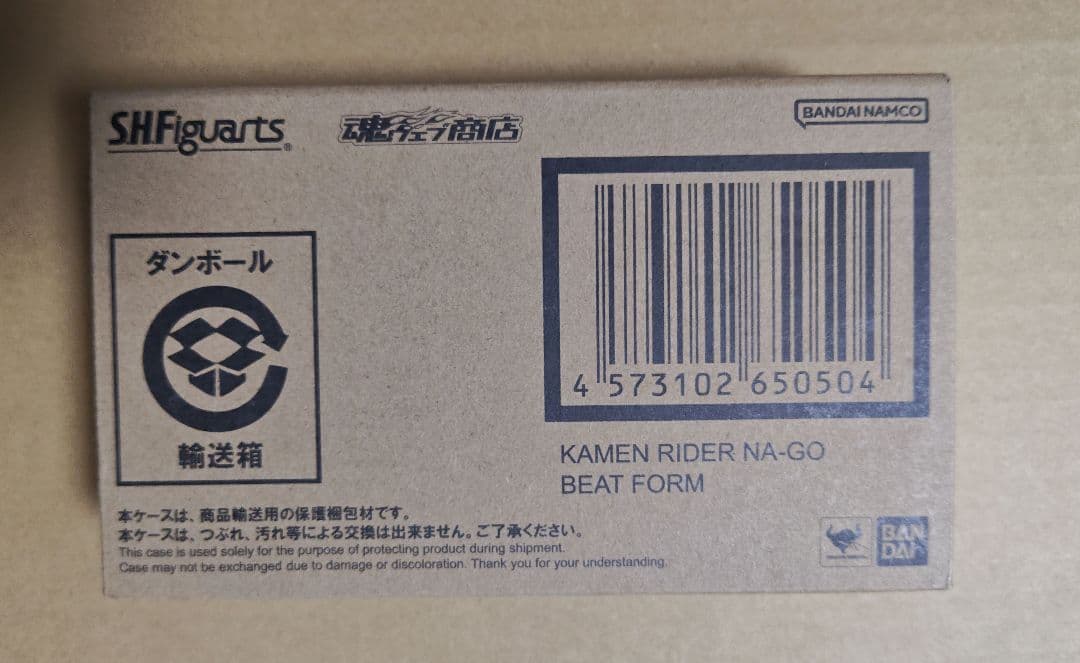 S.H.Figuarts®
魂ウェブ商店
BANDAI NAMCO
ダンボール
輸送箱
4 573102 650504
KAMEN RIDER NA-GO
BEAT FORM
本ケースは、商品輸送用の保護梱包材です。
本ケースは、つぶれ、汚れ等による交換は出来ません。ご了承ください。
This case is used solely for the purpose of protecting product during shipment.
Case may not be exchanged due to damage or discoloration. Thank you for your understanding.
BAN
DAI